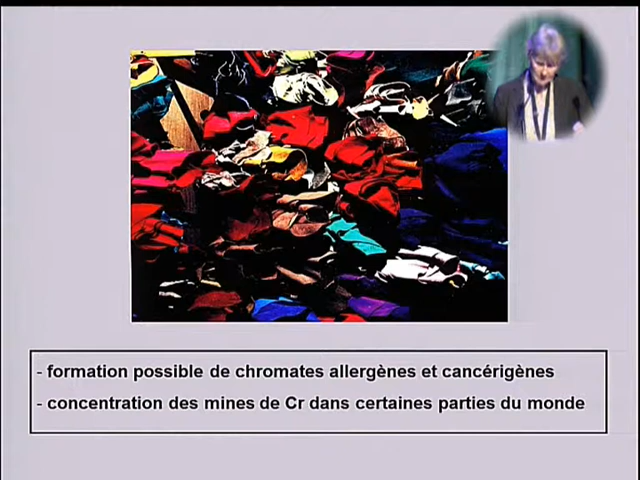 - formation possible de chromates allergènes et cancérigènes
- concentration des mines de Cr dans certaines parties du monde